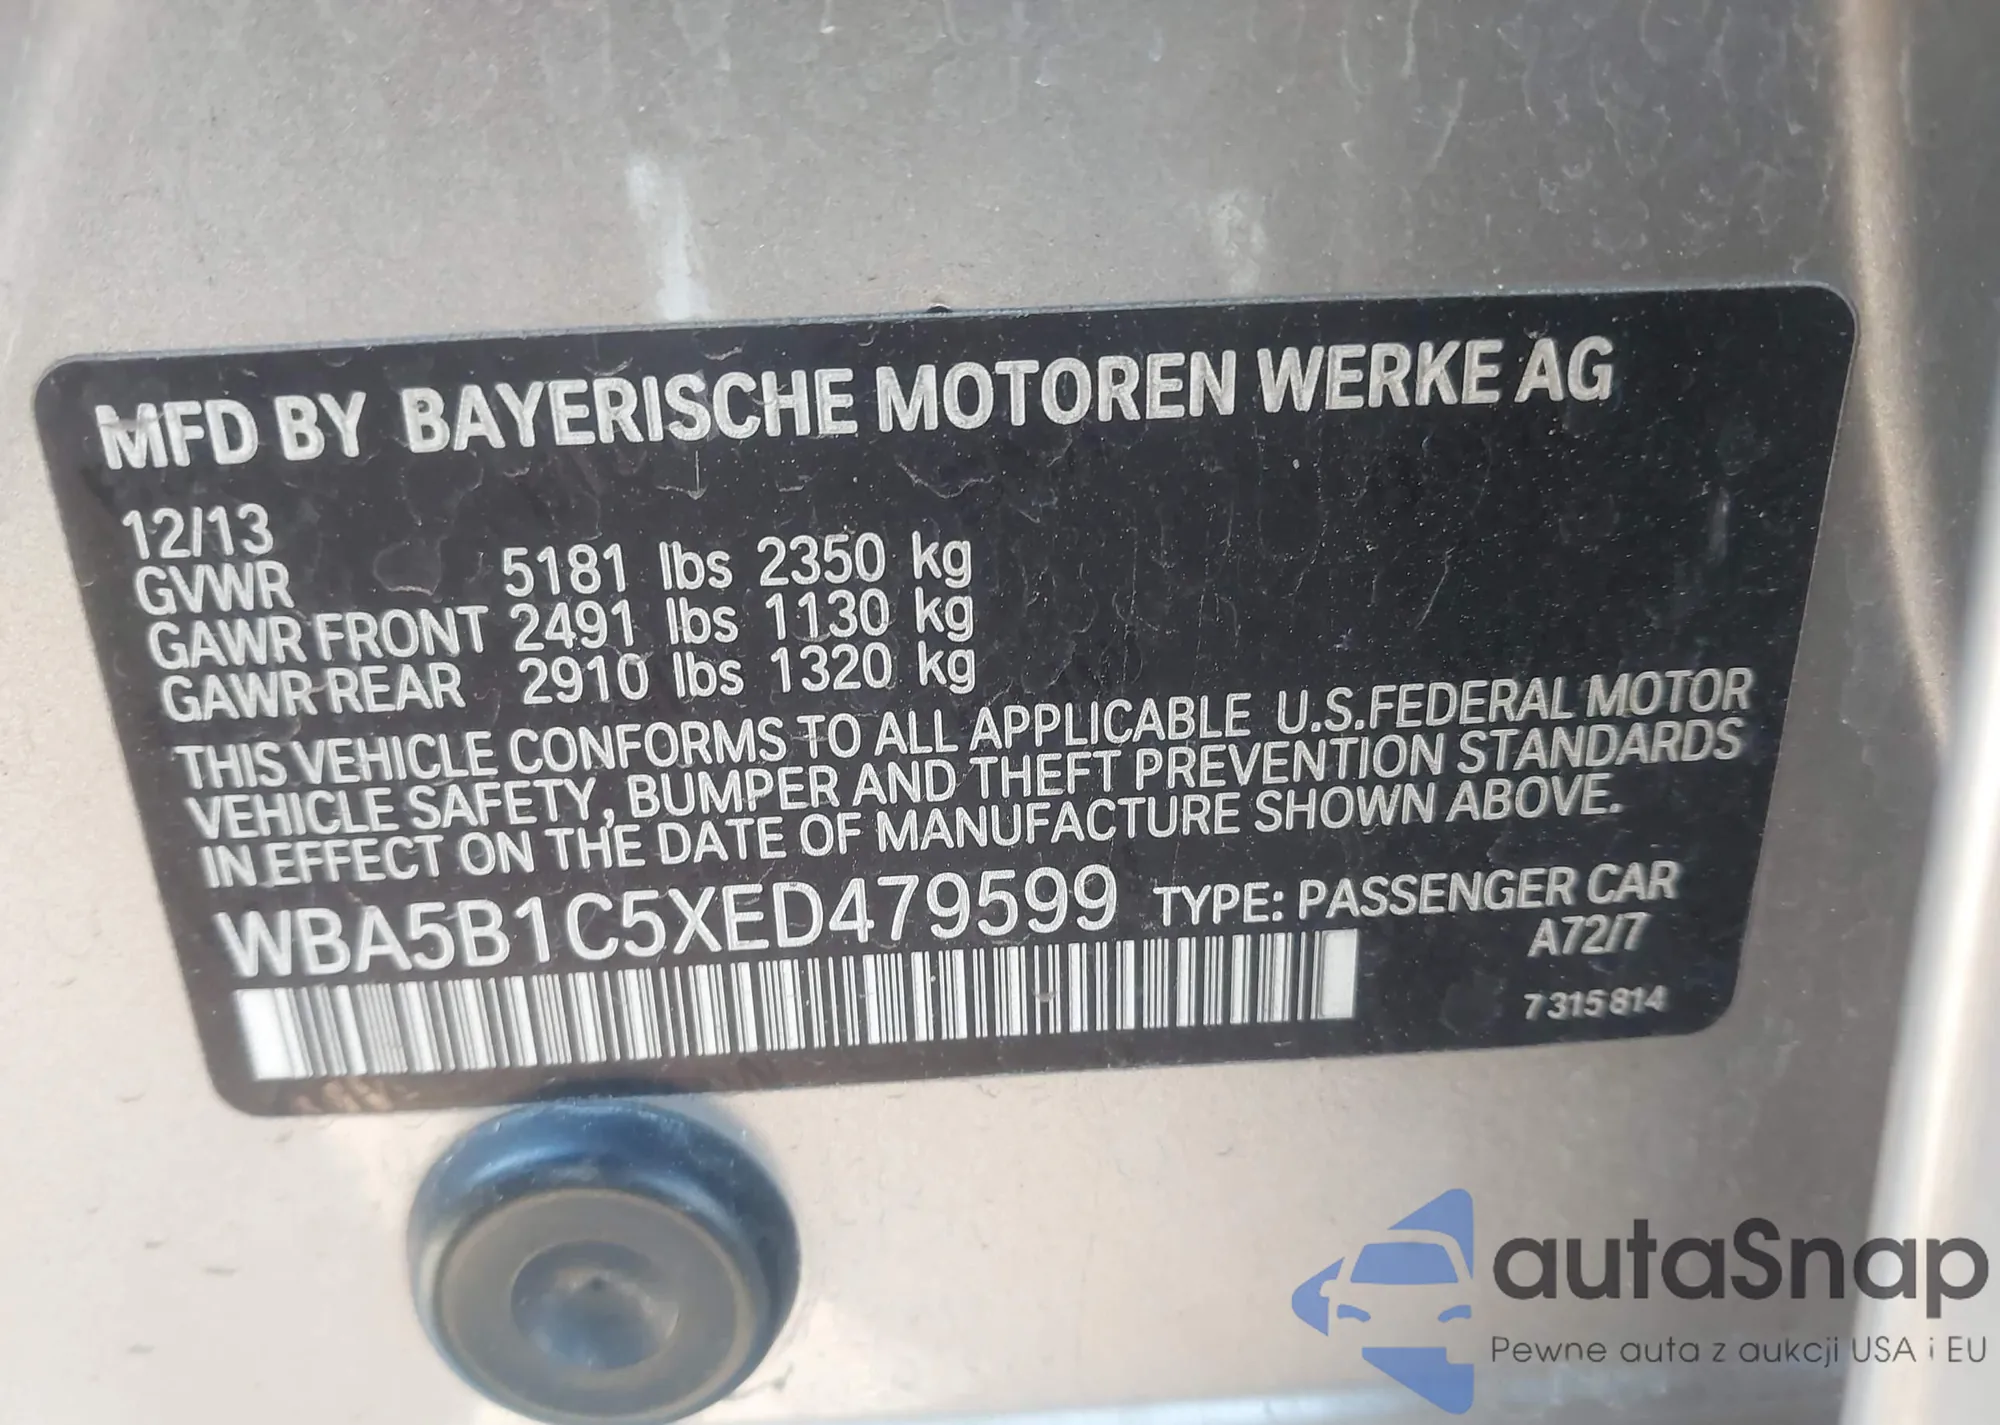 MFD BY BAYERISCHE MOTOREN WERKE AG
12/13
GVWR 5181 lbs 2350 kg
GAWR FRONT 2491 lbs 1130 kg
GAWR REAR 2910 lbs 1320 kg
THIS VEHICLE CONFORMS TO ALL APPLICABLE U.S.FEDERAL MOTOR
VEHICLE SAFETY, BUMPER AND THEFT PREVENTION STANDARDS
IN EFFECT ON THE DATE OF MANUFACTURE SHOWN ABOVE.
WBA5B1C5XED479599 TYPE: PASSENGER CAR
A72/7
7 315 814
autaSnap
Pewne auta z aukcji USA i EU